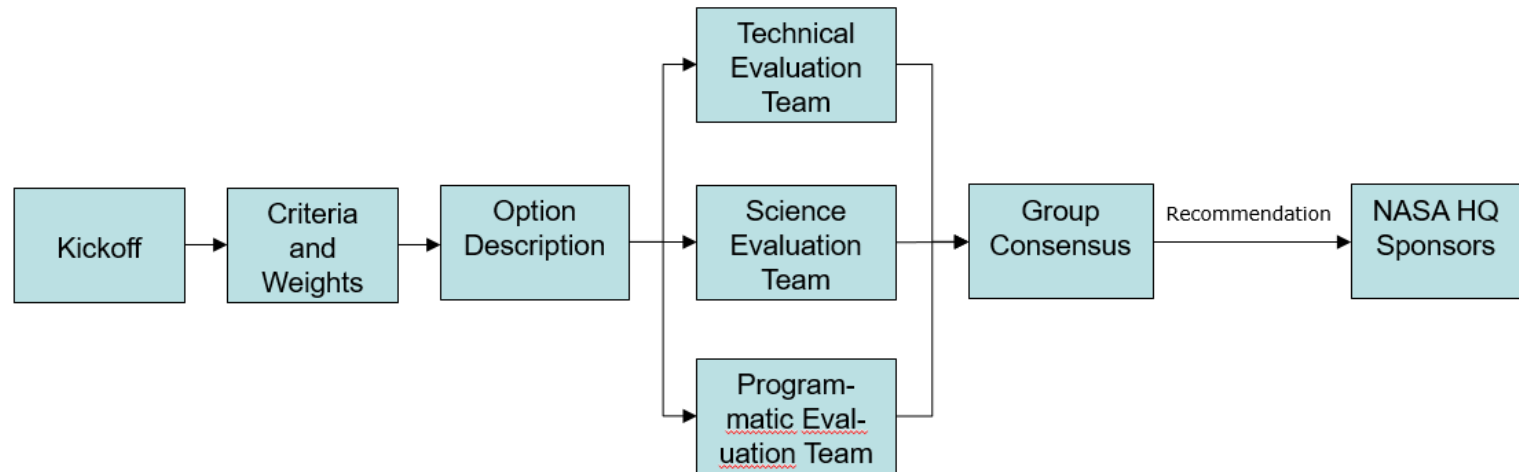 Kickoff
Criteria
and
Weights
Option
Description
Technical
Evaluation
Team
Science
Evaluation
Team
Program-
matic Eval-
uation Team
Group
Consensus
Recommendation
NASA HQ
Sponsors